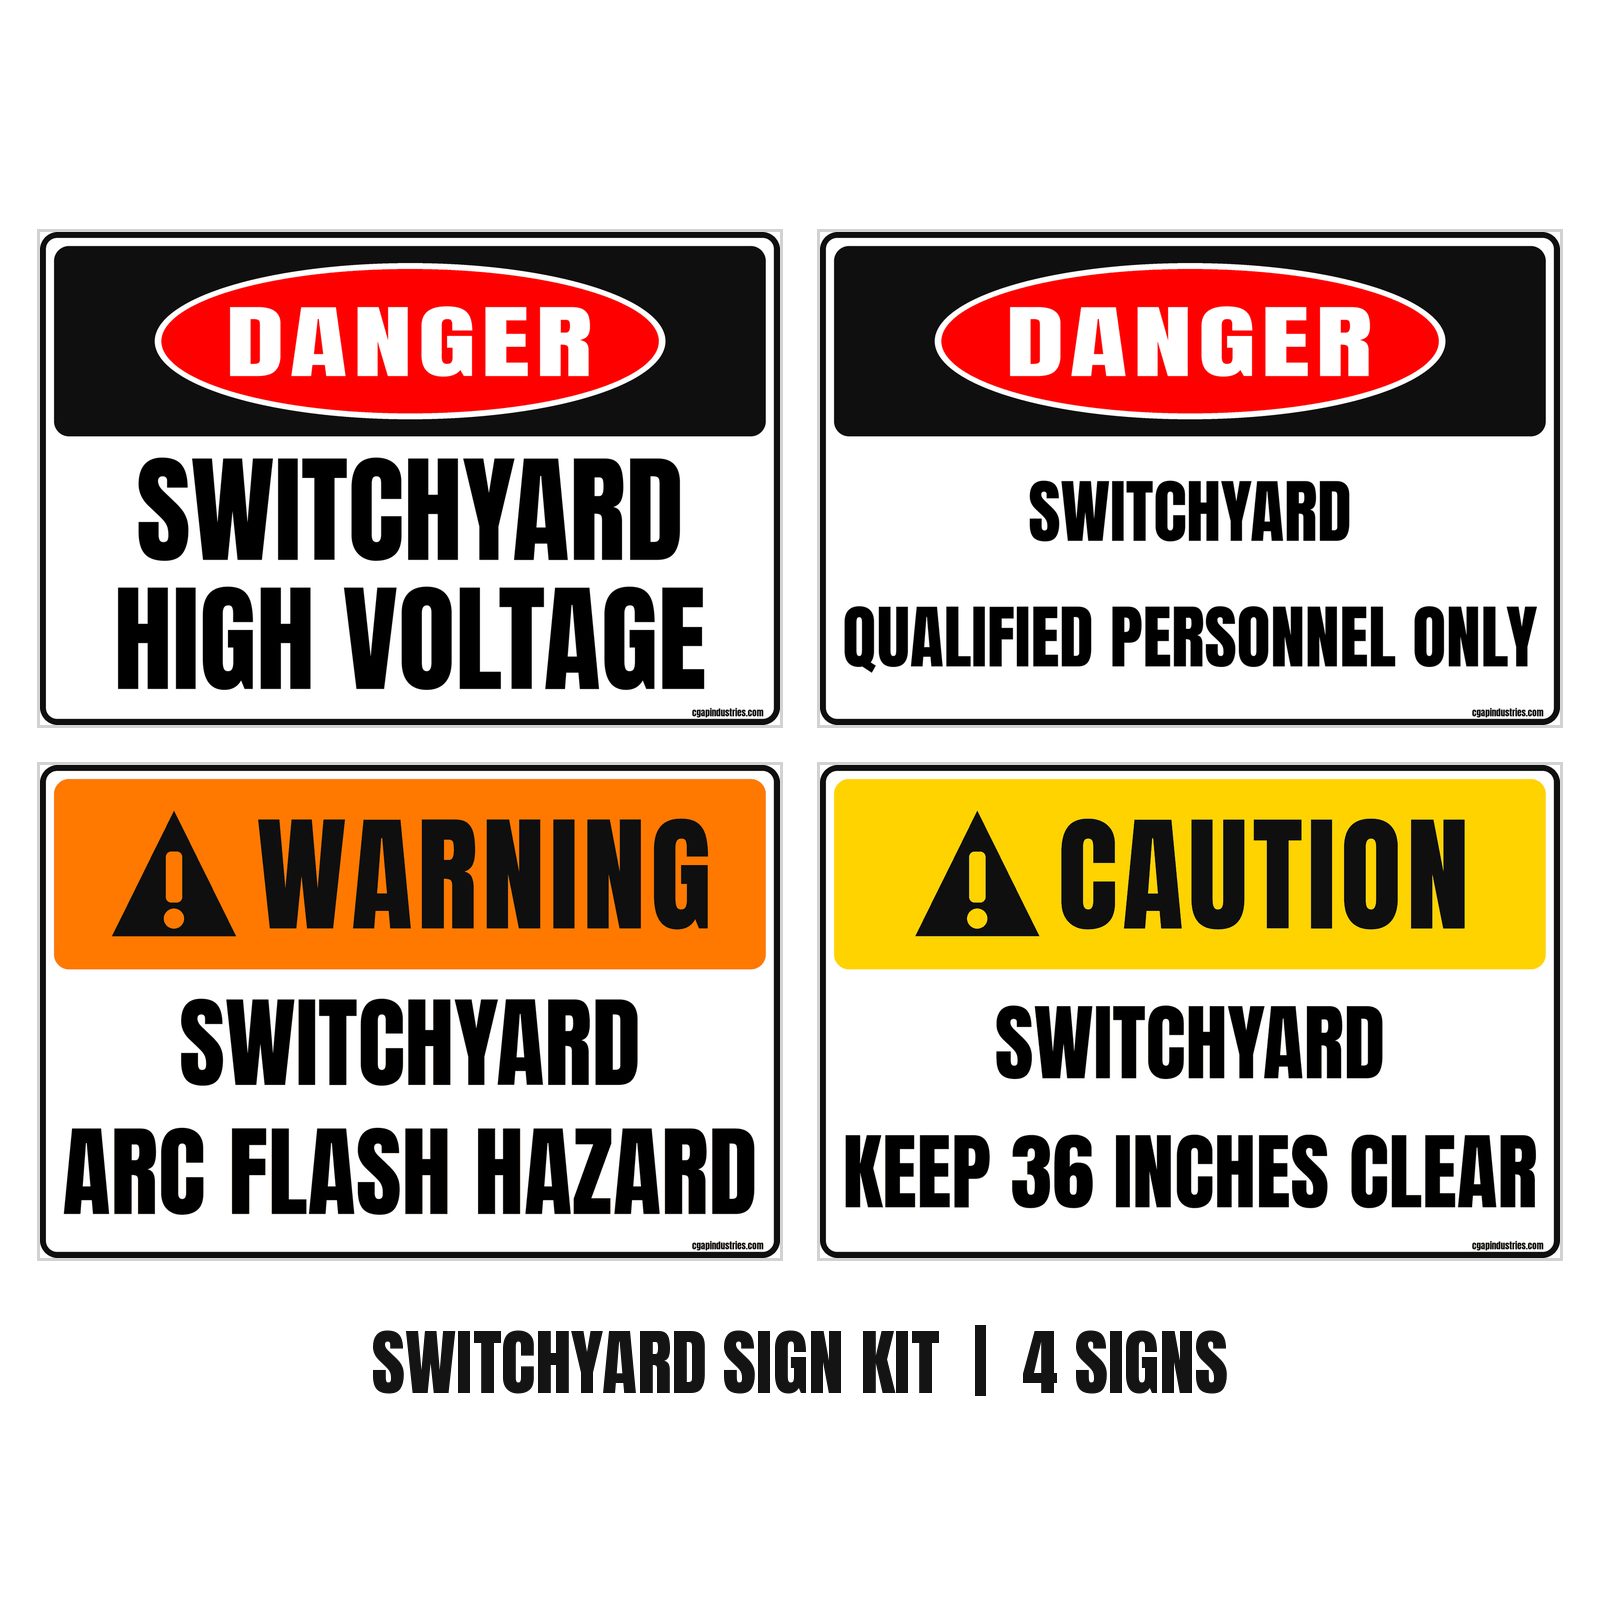 DANGER
SWITCHYARD
HIGH VOLTAGE
cgapindustries.com
DANGER
SWITCHYARD
QUALIFIED PERSONNEL ONLY
cgapindustries.com
WARNING
SWITCHYARD
ARC FLASH HAZARD
cgapindustries.com
CAUTION
SWITCHYARD
KEEP 36 INCHES CLEAR
cgapindustries.com
SWITCHYARD SIGN KIT | 4 SIGNS